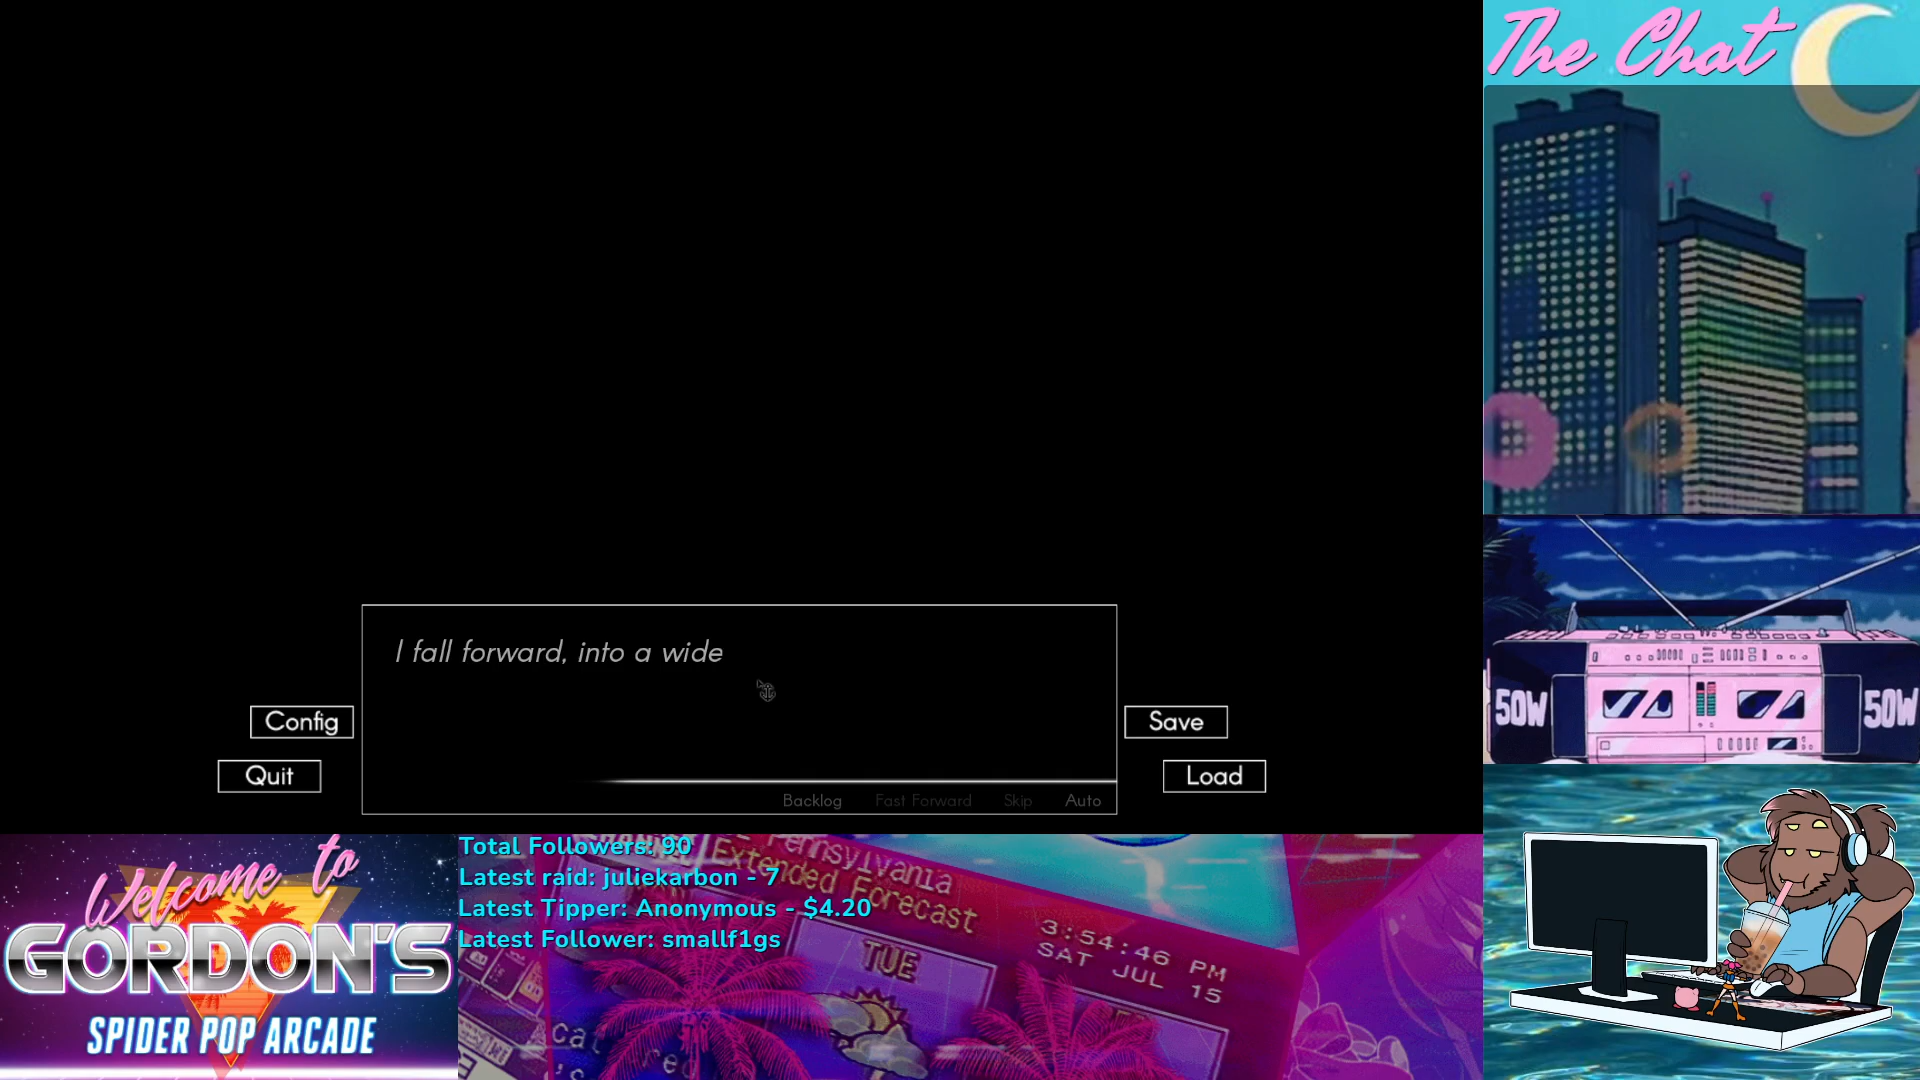 The Chat
I fall forward, into a wide
Config
Quit
Save
Load
Backlog
Fast Forward
Skip
Auto
50W
50W
Welcome to
GORDON'S
SPIDER POP ARCADE
Total Followers: 90
Latest raid: juliekarbon - 7
Latest Tipper: Anonymous - $4.20
Latest Follower: smallf1gs
Pennsylvania
Extended Forecast
3:54:46 PM
SAT JUL 15
TUE